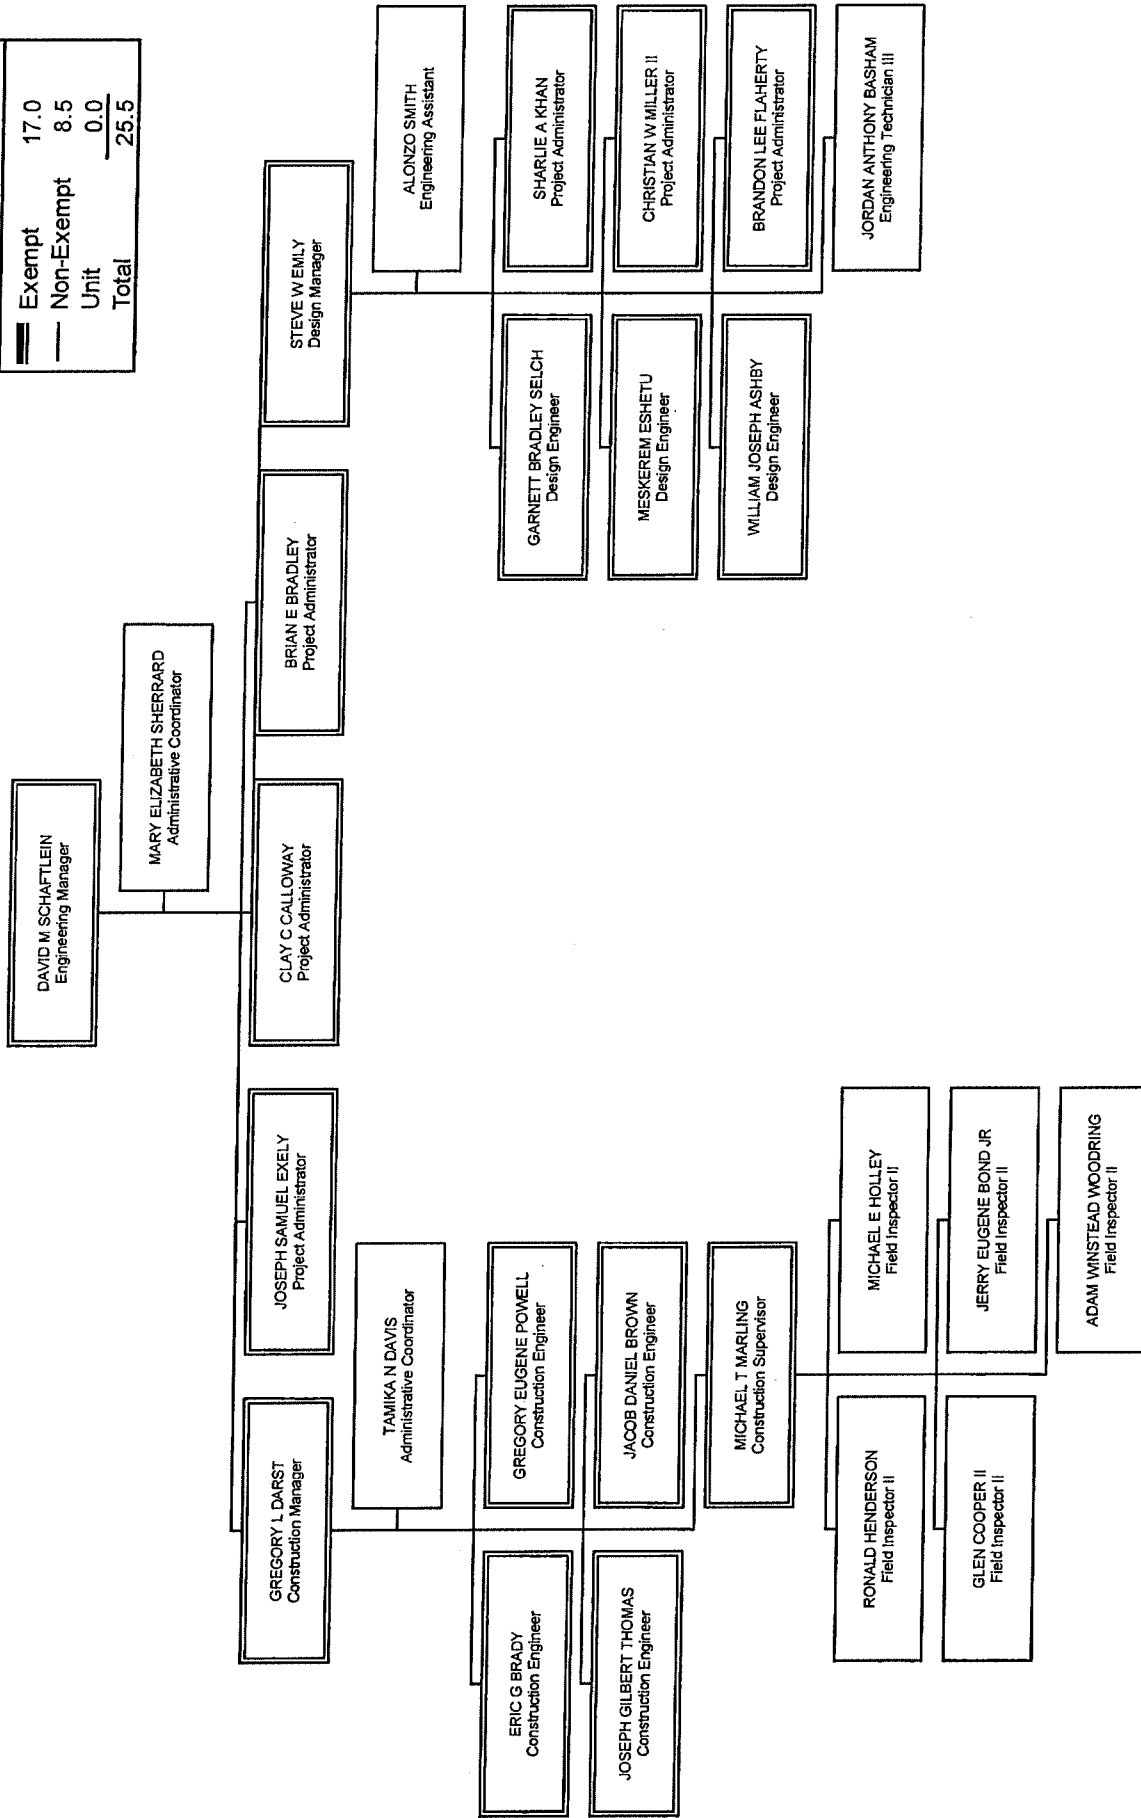 Exempt 17.0
Non-Exempt 8.5
Unit 0.0
Total 25.5
DAVID M SCHAFTLEIN
Engineering Manager
MARY ELIZABETH SHERRARD
Administrative Coordinator
GREGORY L DARST
Construction Manager
JOSEPH SAMUEL EXELY
Project Administrator
CLAY C CALLOWAY
Project Administrator
BRIAN E BRADLEY
Project Administrator
STEVE W EMLY
Design Manager
TAMIKA N DAVIS
Administrative Coordinator
ERIC G BRADY
Construction Engineer
GREGORY EUGENE POWELL
Construction Engineer
JOSEPH GILBERT THOMAS
Construction Engineer
JACOB DANIEL BROWN
Construction Engineer
MICHAEL T MARLING
Construction Supervisor
RONALD HENDERSON
Field Inspector II
MICHAEL E HOLLEY
Field Inspector II
GLEN COOPER II
Field Inspector II
JERRY EUGENE BOND JR
Field Inspector II
ADAM WINSTEAD WOODRING
Field Inspector II
ALONZO SMITH
Engineering Assistant
GARNETT BRADLEY SELCH
Design Engineer
SHARLIE A KHAN
Project Administrator
MESKEREM ESHETU
Design Engineer
CHRISTIAN W MILLER II
Project Administrator
WILLIAM JOSEPH ASHBY
Design Engineer
BRANDON LEE FLAHERTY
Project Administrator
JORDAN ANTHONY BASHAM
Engineering Technician III